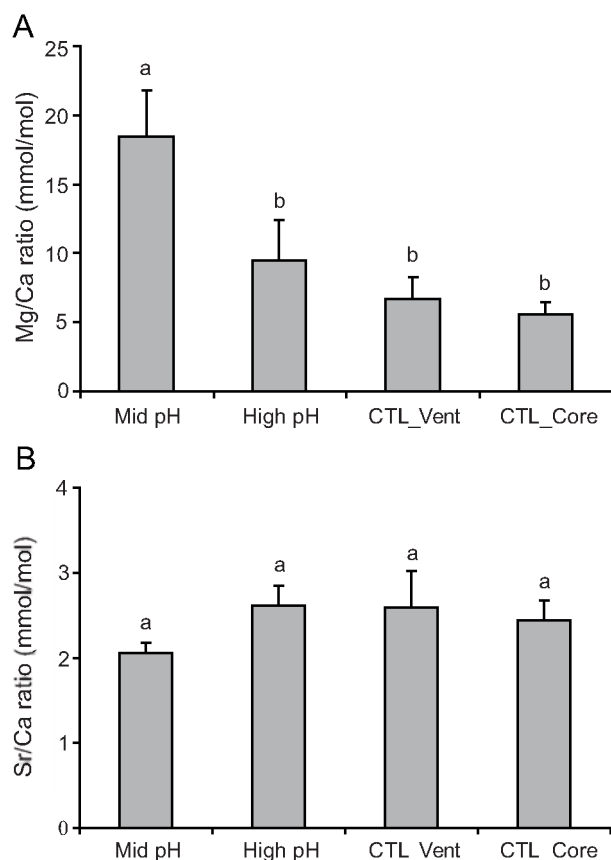 A
Mg/Ca ratio (mmol/mol)
25
20
15
10
5
0
a
b
b
b
Mid pH High pH CTL_Vent CTL_Core
B
Sr/Ca ratio (mmol/mol)
4
3
2
1
0
a
a
a
a
Mid pH High pH CTL_Vent CTL_Core